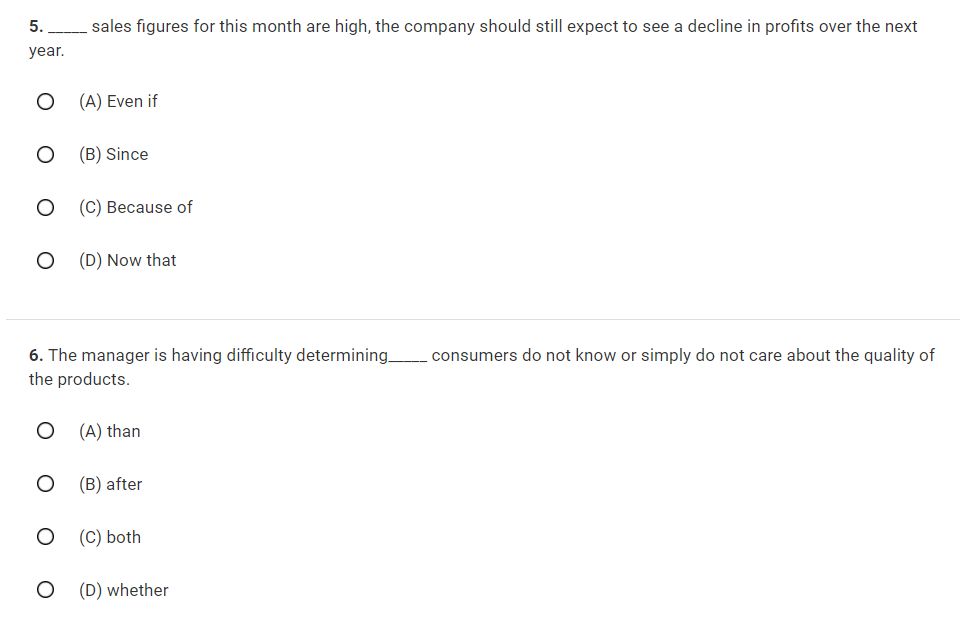 5. _____ sales figures for this month are high, the company should still expect to see a decline in profits over the next
year.
(A) Even if
(B) Since
(C) Because of
(D) Now that
6. The manager is having difficulty determining_____ consumers do not know or simply do not care about the quality of
the products.
(A) than
(B) after
(C) both
(D) whether